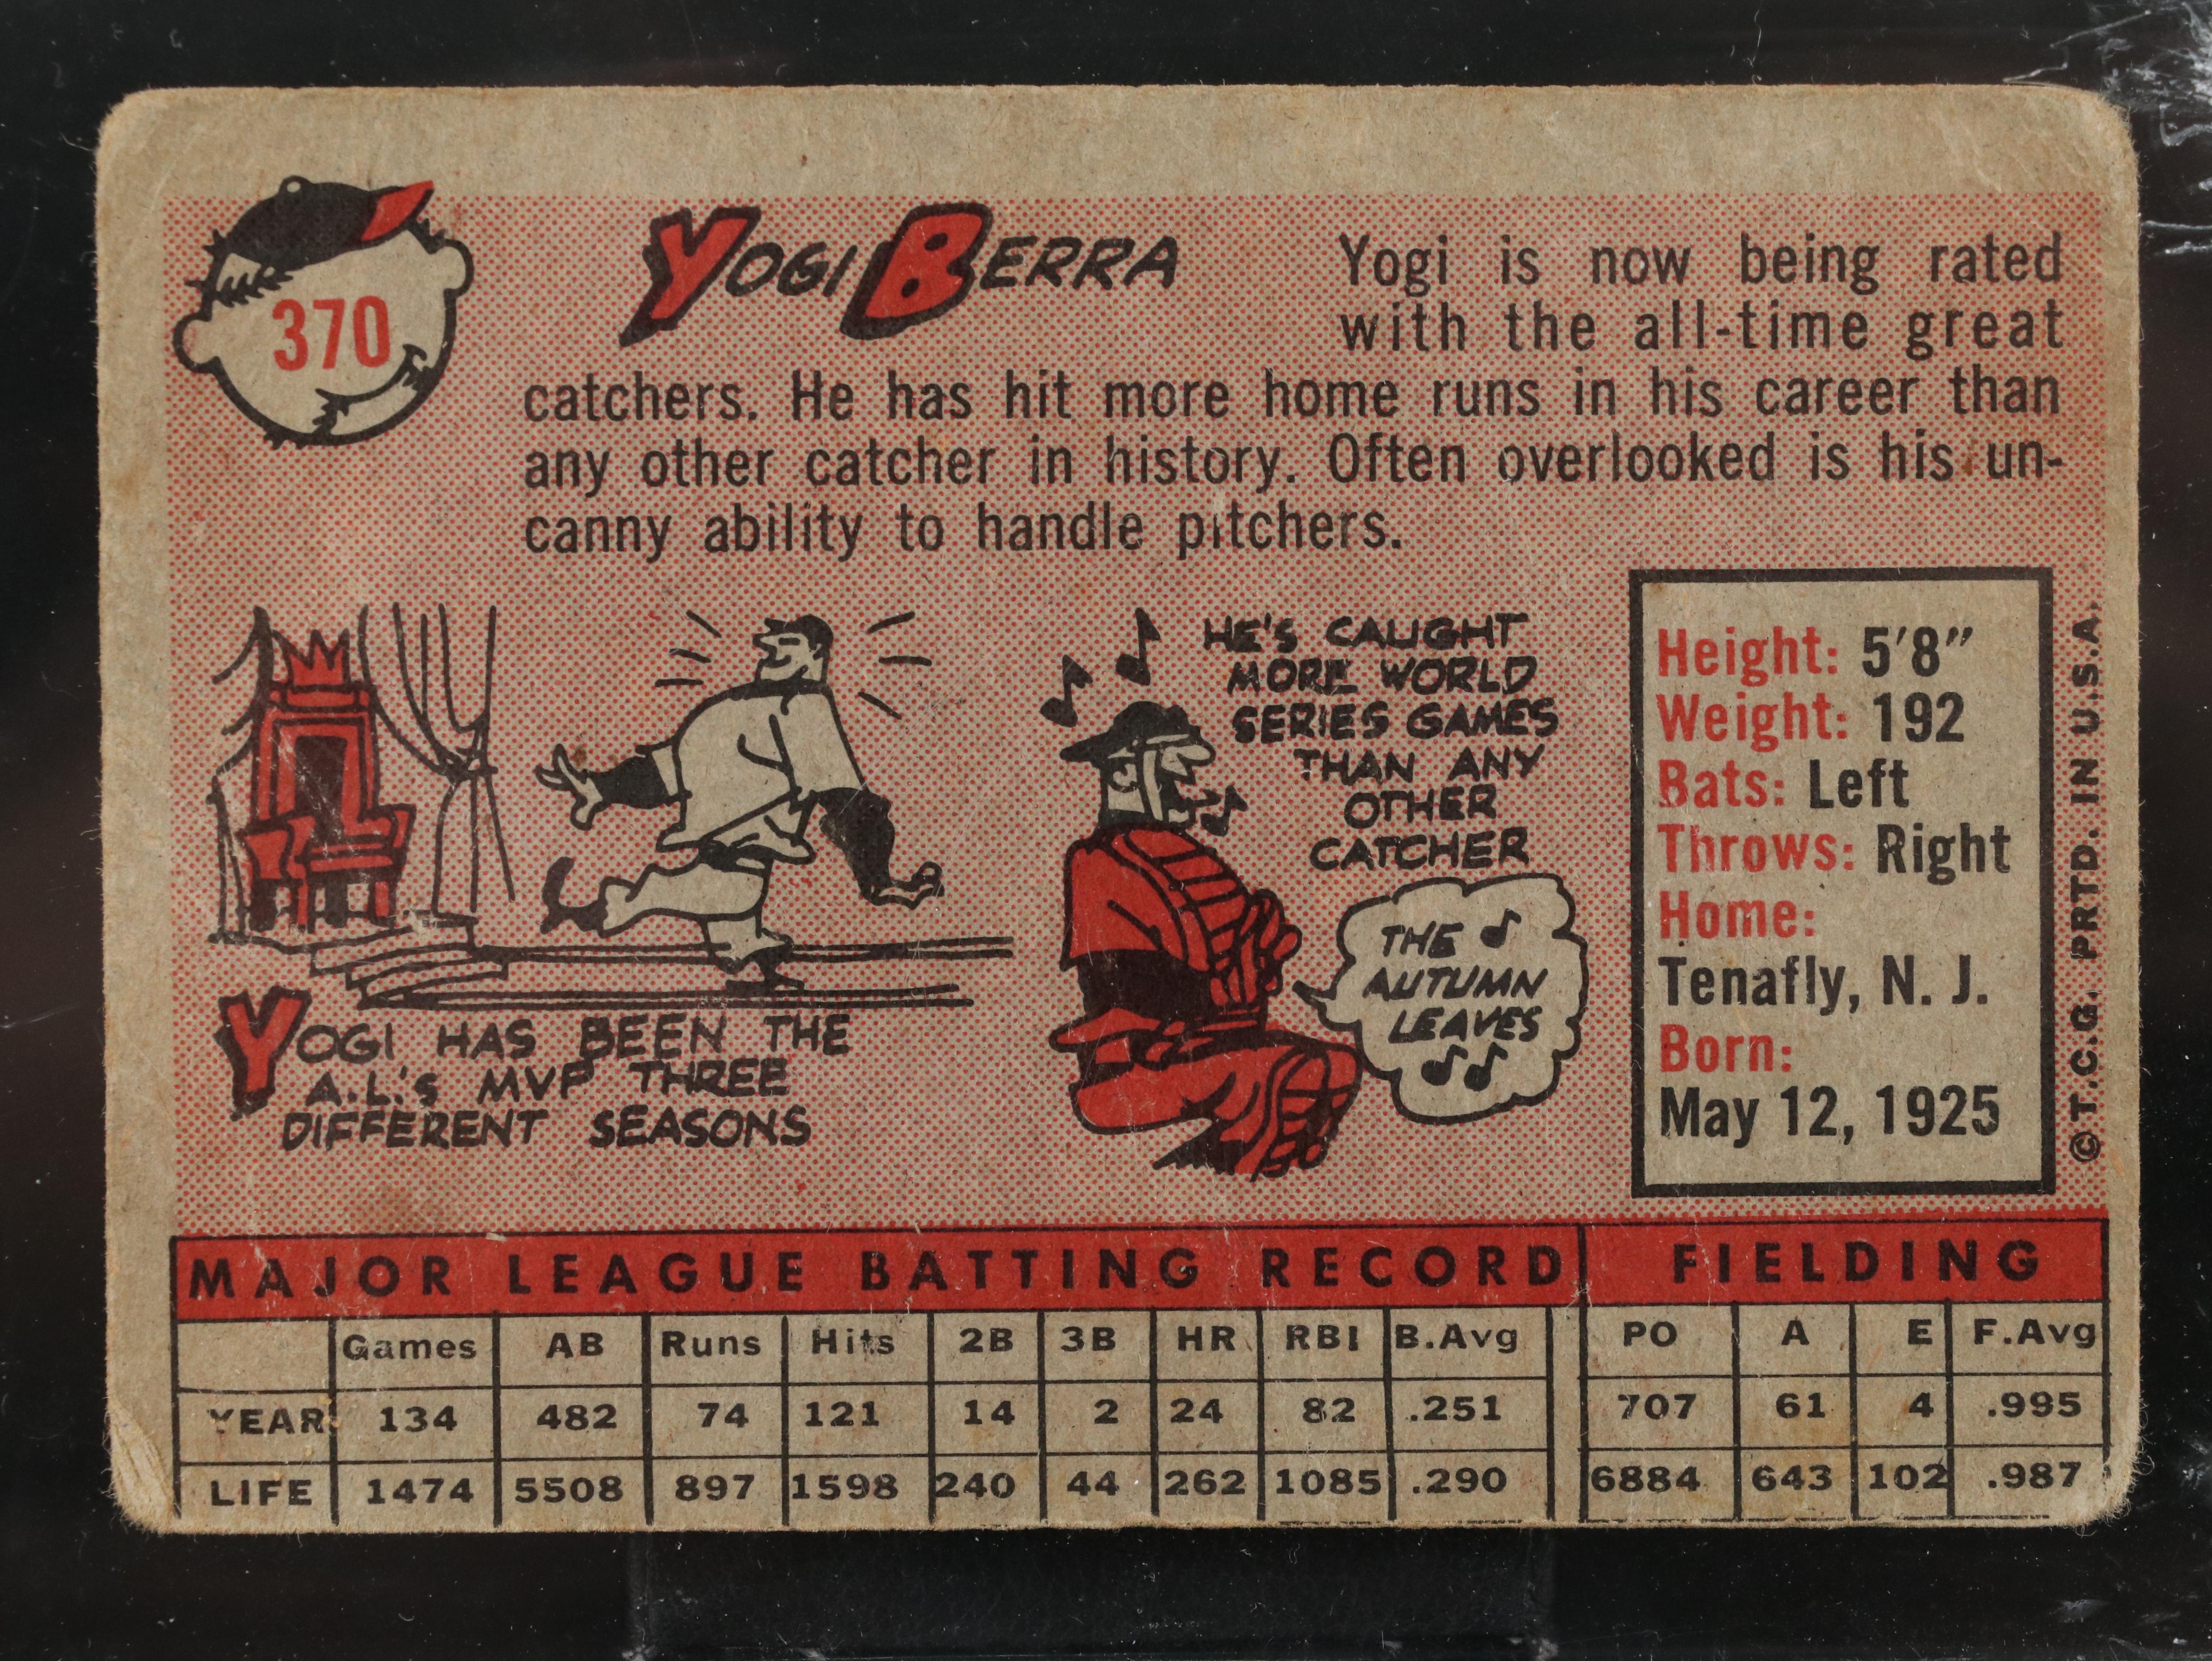 370
YOGI BERRA
Yogi is now being rated
with the all-time great
catchers. He has hit more home runs in his career than
any other catcher in history. Often overlooked is his un-
canny ability to handle pitchers.
YOGI HAS BEEN THE
A.L.'s MVP THREE
DIFFERENT SEASONS
HE'S CAUGHT
MORE WORLD
SERIES GAMES
THAN ANY
OTHER
CATCHER
THE
AUTUMN
LEAVES
Height: 5'8"
Weight: 192
Bats: Left
Throws: Right
Home:
Tenafly, N. J.
Born:
May 12, 1925
© T.C.G. PRTD. IN U.S.A.
MAJOR LEAGUE BATTING RECORD FIELDING
Games AB Runs Hits 2B 3B HR RBI B.Avg PO A E F.Avg
YEAR 134 482 74 121 14 2 24 82 .251 707 61 4 .995
LIFE 1474 5508 897 1598 240 44 262 1085 .290 6884 643 102 .987